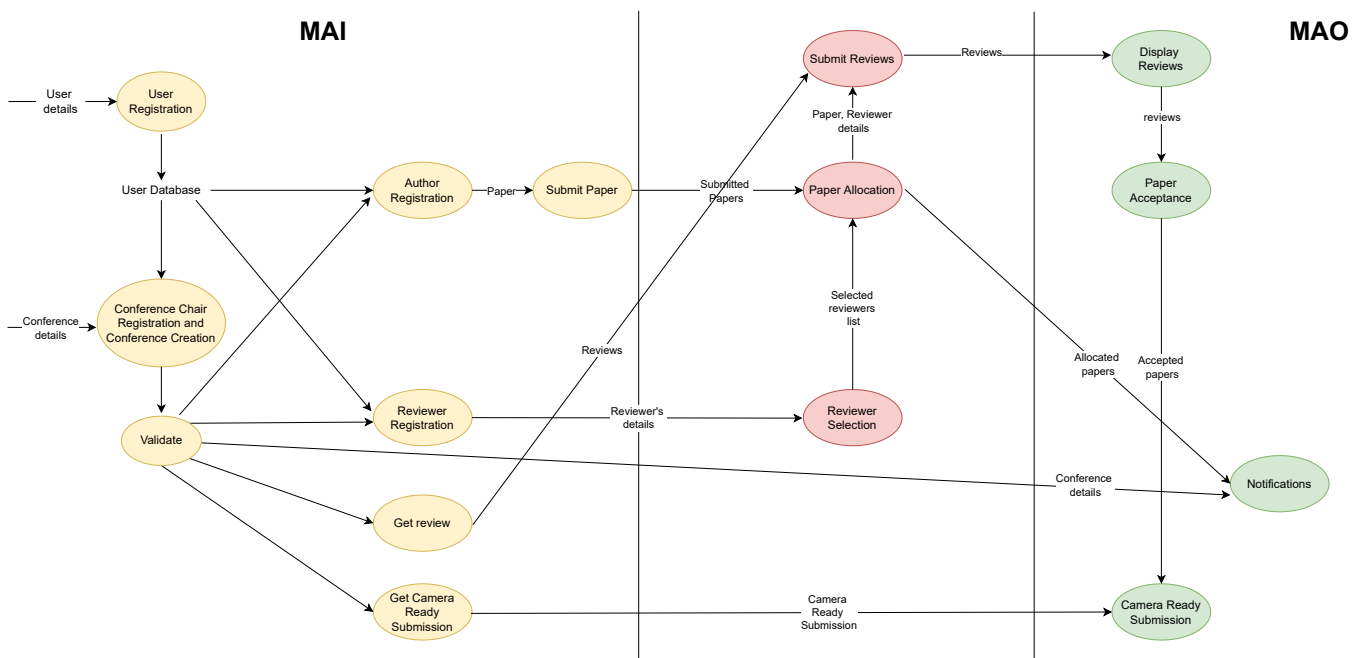 MAI
MAO
User
details
User
Registration
User Database
Conference
details
Conference Chair
Registration and
Conference Creation
Validate
Author
Registration
Paper
Submit Paper
Reviewer
Registration
Get review
Get Camera
Ready
Submission
Submitted
Papers
Reviews
Reviewer's
details
Submit Reviews
Paper, Reviewer
details
Paper Allocation
Selected
reviewers
list
Reviewer
Selection
Camera
Ready
Submission
Reviews
Display
Reviews
reviews
Paper
Acceptance
Allocated
papers
Accepted
papers
Conference
details
Notifications
Camera Ready
Submission